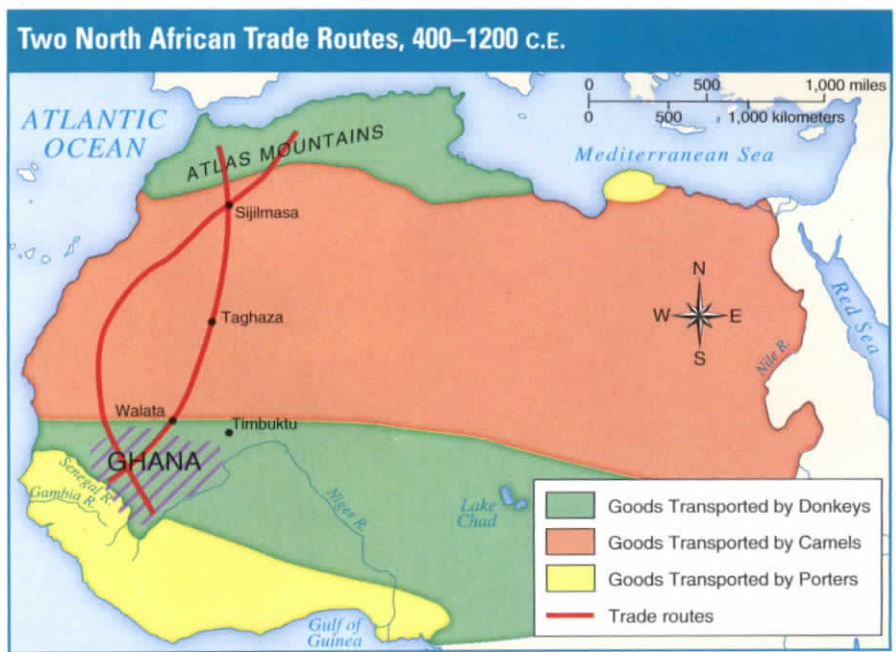 Two North African Trade Routes, 400–1200 C.E.
0 500 1,000 miles
0 500 1,000 kilometers
ATLANTIC
OCEAN
ATLAS MOUNTAINS
Mediterranean Sea
Sijilmasa
N
W E
S
Red Sea
Taghaza
Nile R.
Walata
Timbuktu
GHANA
Senegal R.
Gambia R.
Niger R.
Lake
Chad
Gulf of
Guinea
Goods Transported by Donkeys
Goods Transported by Camels
Goods Transported by Porters
Trade routes